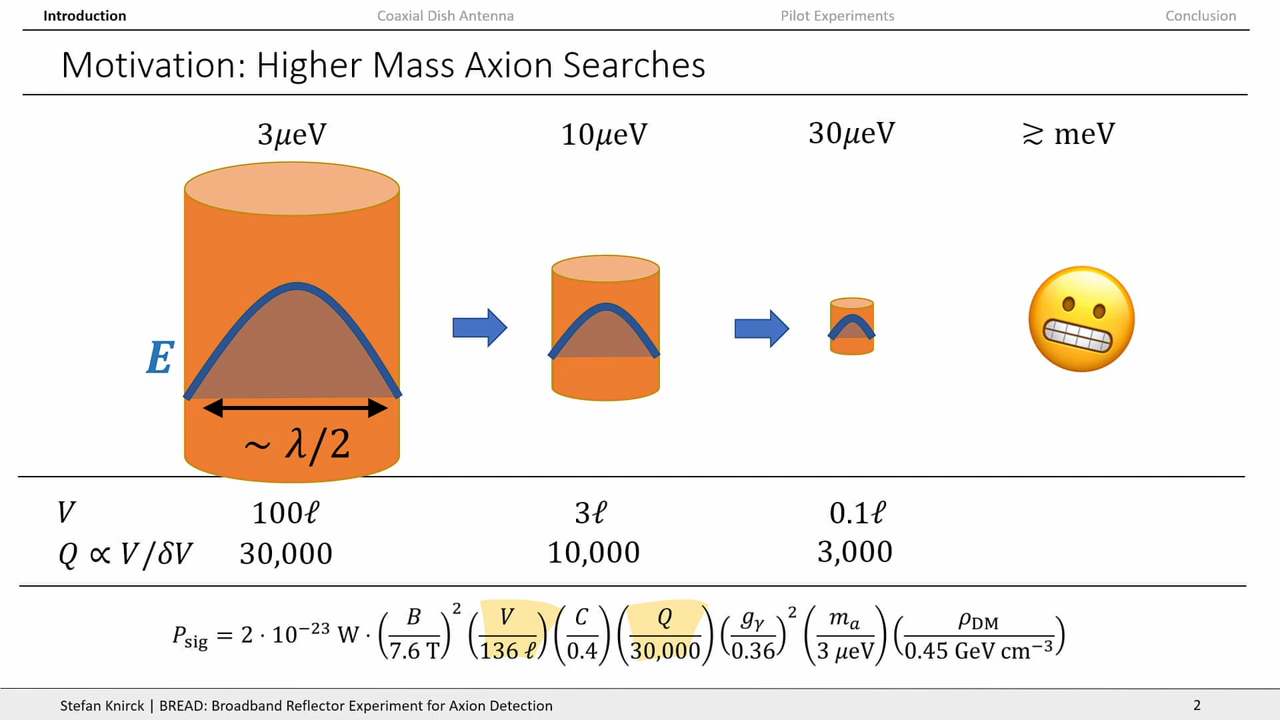 Introduction Coaxial Dish Antenna Pilot Experiments Conclusion
Motivation: Higher Mass Axion Searches
3μeV 10μeV 30μeV ≳ meV
E
~ λ/2
V 100ℓ 3ℓ 0.1ℓ
Q ∝ V/δV 30,000 10,000 3,000
P_sig = 2 · 10^−23 W · (B/7.6 T)^2 (V/136 ℓ) (C/0.4) (Q/30,000) (g_γ/0.36)^2 (m_a/3 μeV) (ρ_DM/0.45 GeV cm^−3)
Stefan Knirck | BREAD: Broadband Reflector Experiment for Axion Detection 2